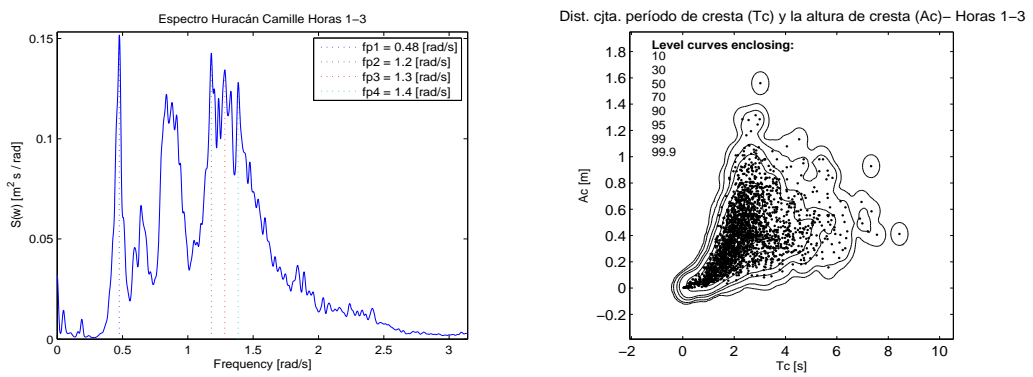 Espectro Huracán Camille Horas 1−3
fp1 = 0.48 [rad/s]
fp2 = 1.2 [rad/s]
fp3 = 1.3 [rad/s]
fp4 = 1.4 [rad/s]
0.15
0.1
0.05
0
S(w) [m² s / rad]
0 0.5 1 1.5 2 2.5 3
Frequency [rad/s]
Dist. cjta. período de cresta (Tc) y la altura de cresta (Ac)− Horas 1−3
Level curves enclosing:
10
30
50
70
90
95
99
99.9
1.8
1.6
1.4
1.2
1
0.8
0.6
0.4
0.2
0
−0.2
Ac [m]
−2 0 2 4 6 8 10
Tc [s]